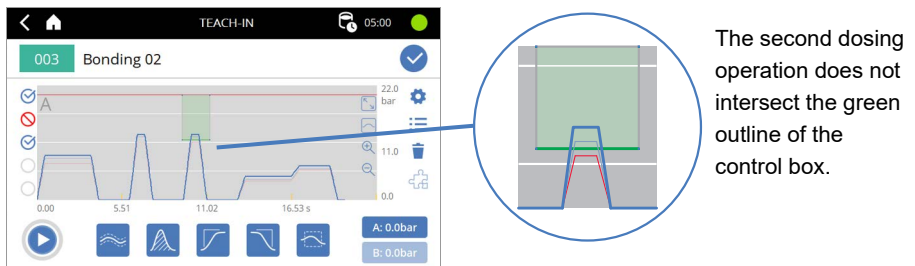 TEACH-IN
05:00
003
Bonding 02
A
22.0
bar
11.0
0.0
0.00
5.51
11.02
16.53 s
A: 0.0bar
B: 0.0bar
The second dosing
operation does not
intersect the green
outline of the
control box.